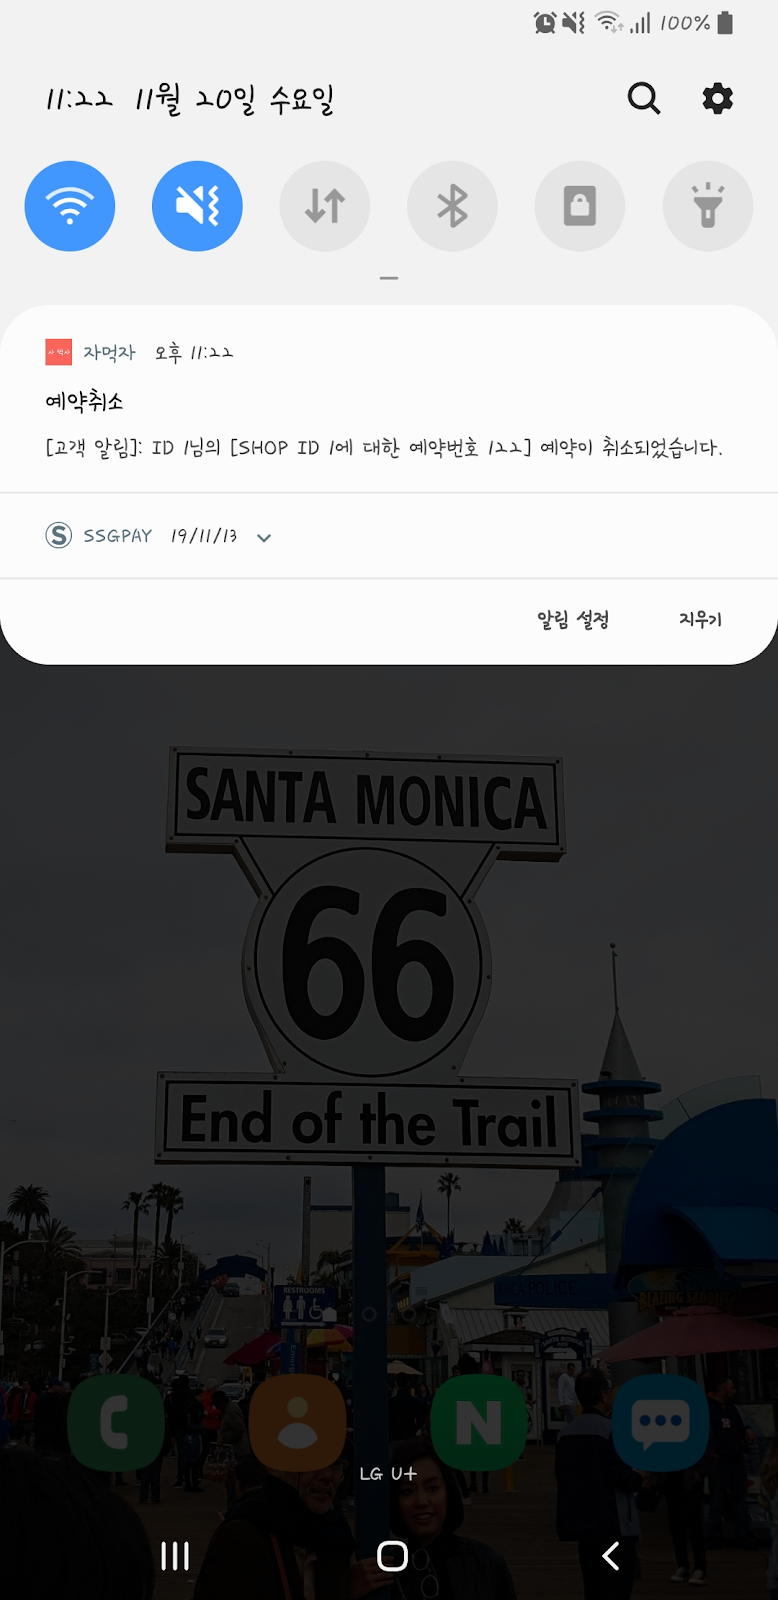 100%
11:22 11월 20일 수요일
자먹자 오후 11:22
예약취소
[고객 알림]: ID 1님의 [SHOP ID 1에 대한 예약번호 122] 예약이 취소되었습니다.
S SSGPAY 19/11/13
알림 설정 지우기
SANTA MONICA
66
End of the Trail
RESTROOMS
POLICE
N
LG U+